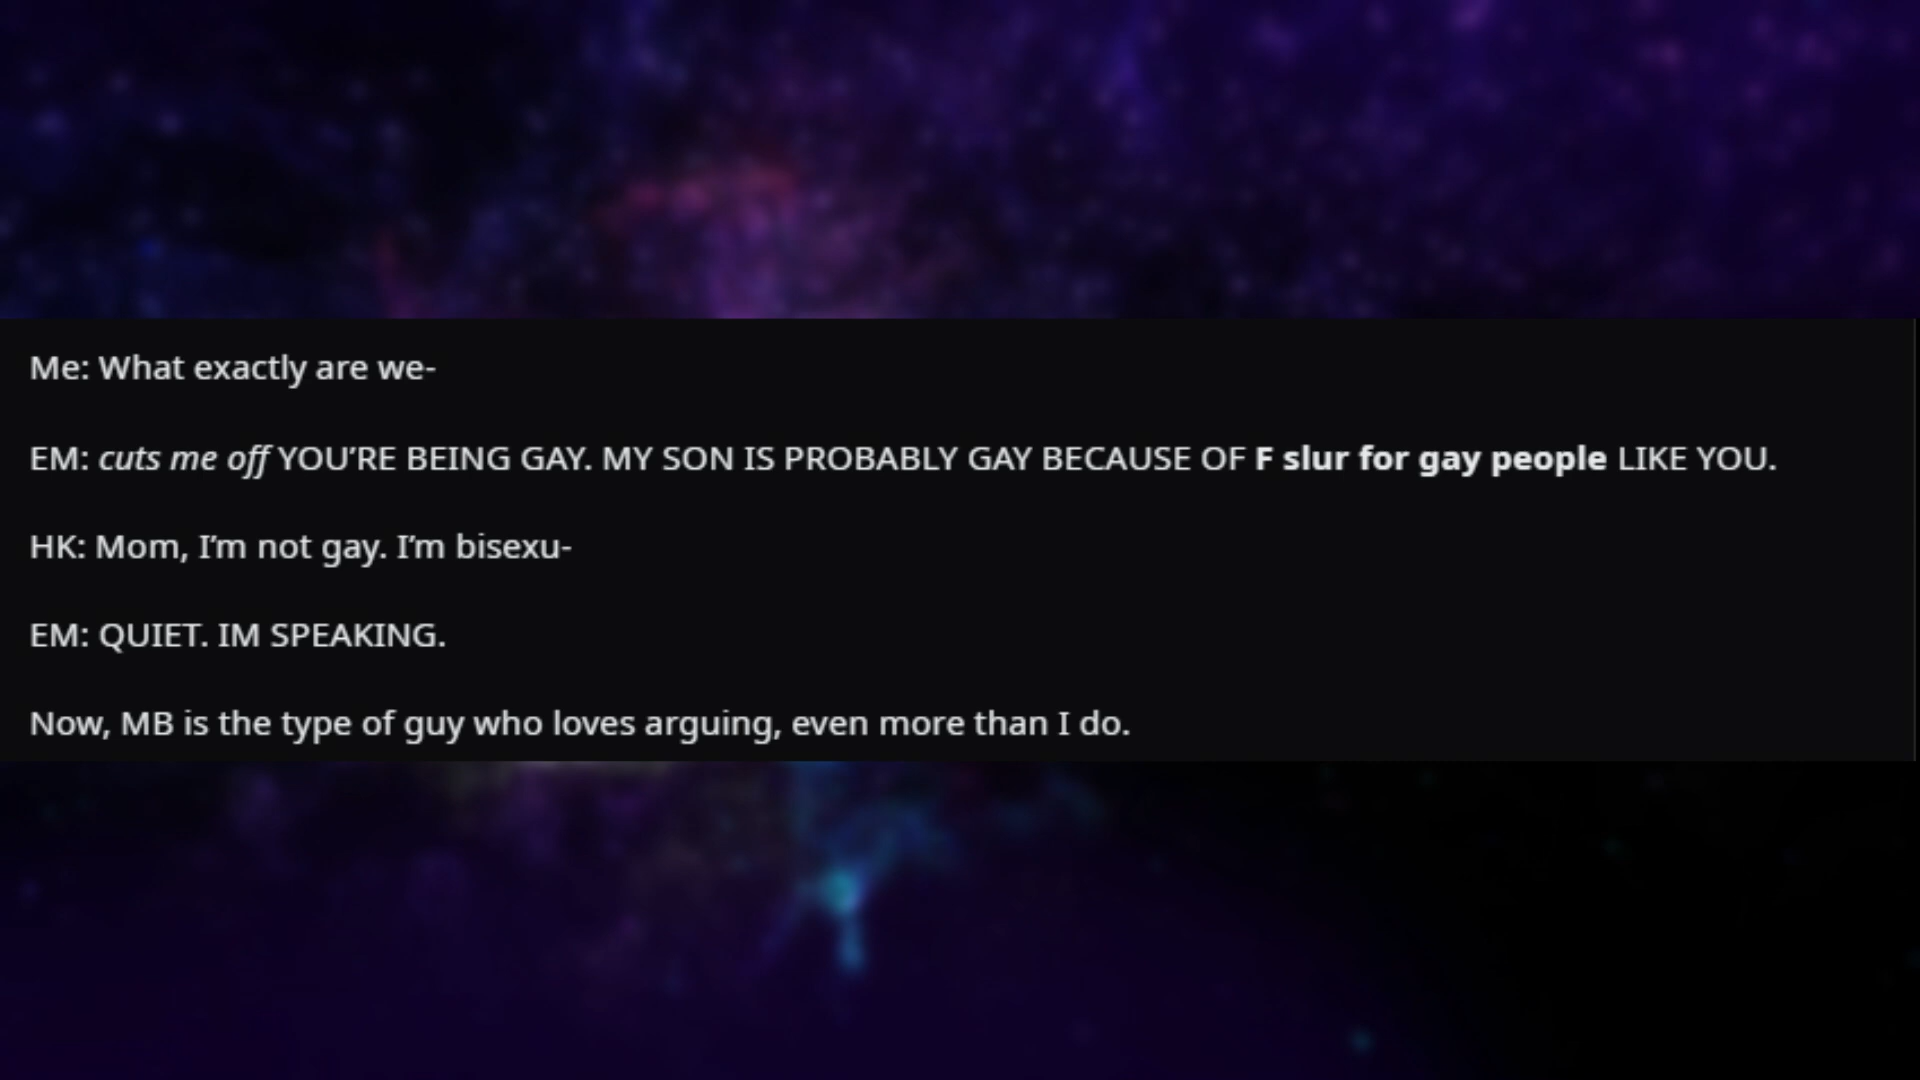 Me: What exactly are we-
EM: cuts me off YOU’RE BEING GAY. MY SON IS PROBABLY GAY BECAUSE OF F slur for gay people LIKE YOU.
HK: Mom, I’m not gay. I’m bisexu-
EM: QUIET. IM SPEAKING.
Now, MB is the type of guy who loves arguing, even more than I do.